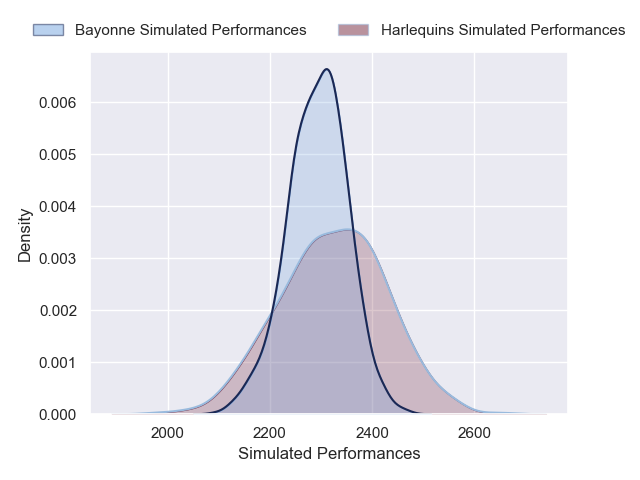 Bayonne Simulated Performances
Harlequins Simulated Performances
0.006
0.005
0.004
0.003
0.002
0.001
0.000
Density
2000
2200
2400
2600
Simulated Performances